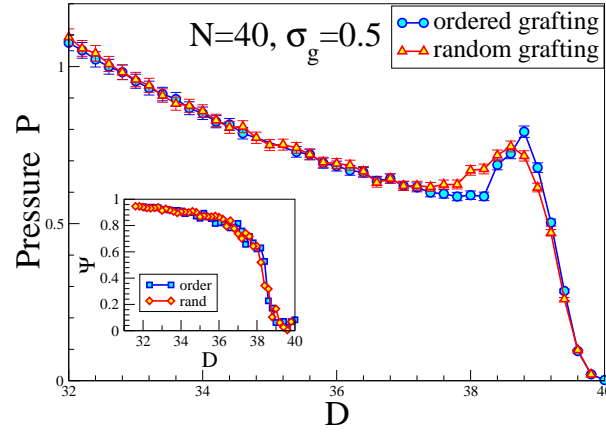 N=40, σg=0.5
ordered grafting
random grafting
Pressure P
1
0.5
0
32
34
36
38
40
D
Ψ
1
0.8
0.6
0.4
0.2
0
order
rand
32
34
36
38
40
D